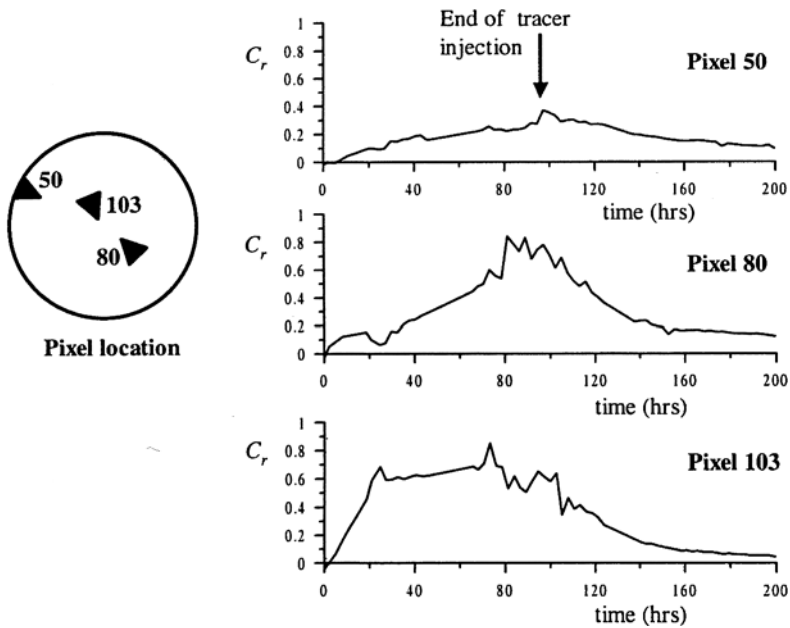 End of tracer
injection
1
0.8
0.6
0.4
0.2
0
C_r
Pixel 50
0 40 80 120 160 200
time (hrs)
50
103
80
Pixel location
1
0.8
0.6
0.4
0.2
0
C_r
Pixel 80
0 40 80 120 160 200
time (hrs)
1
0.8
0.6
0.4
0.2
0
C_r
Pixel 103
0 40 80 120 160 200
time (hrs)